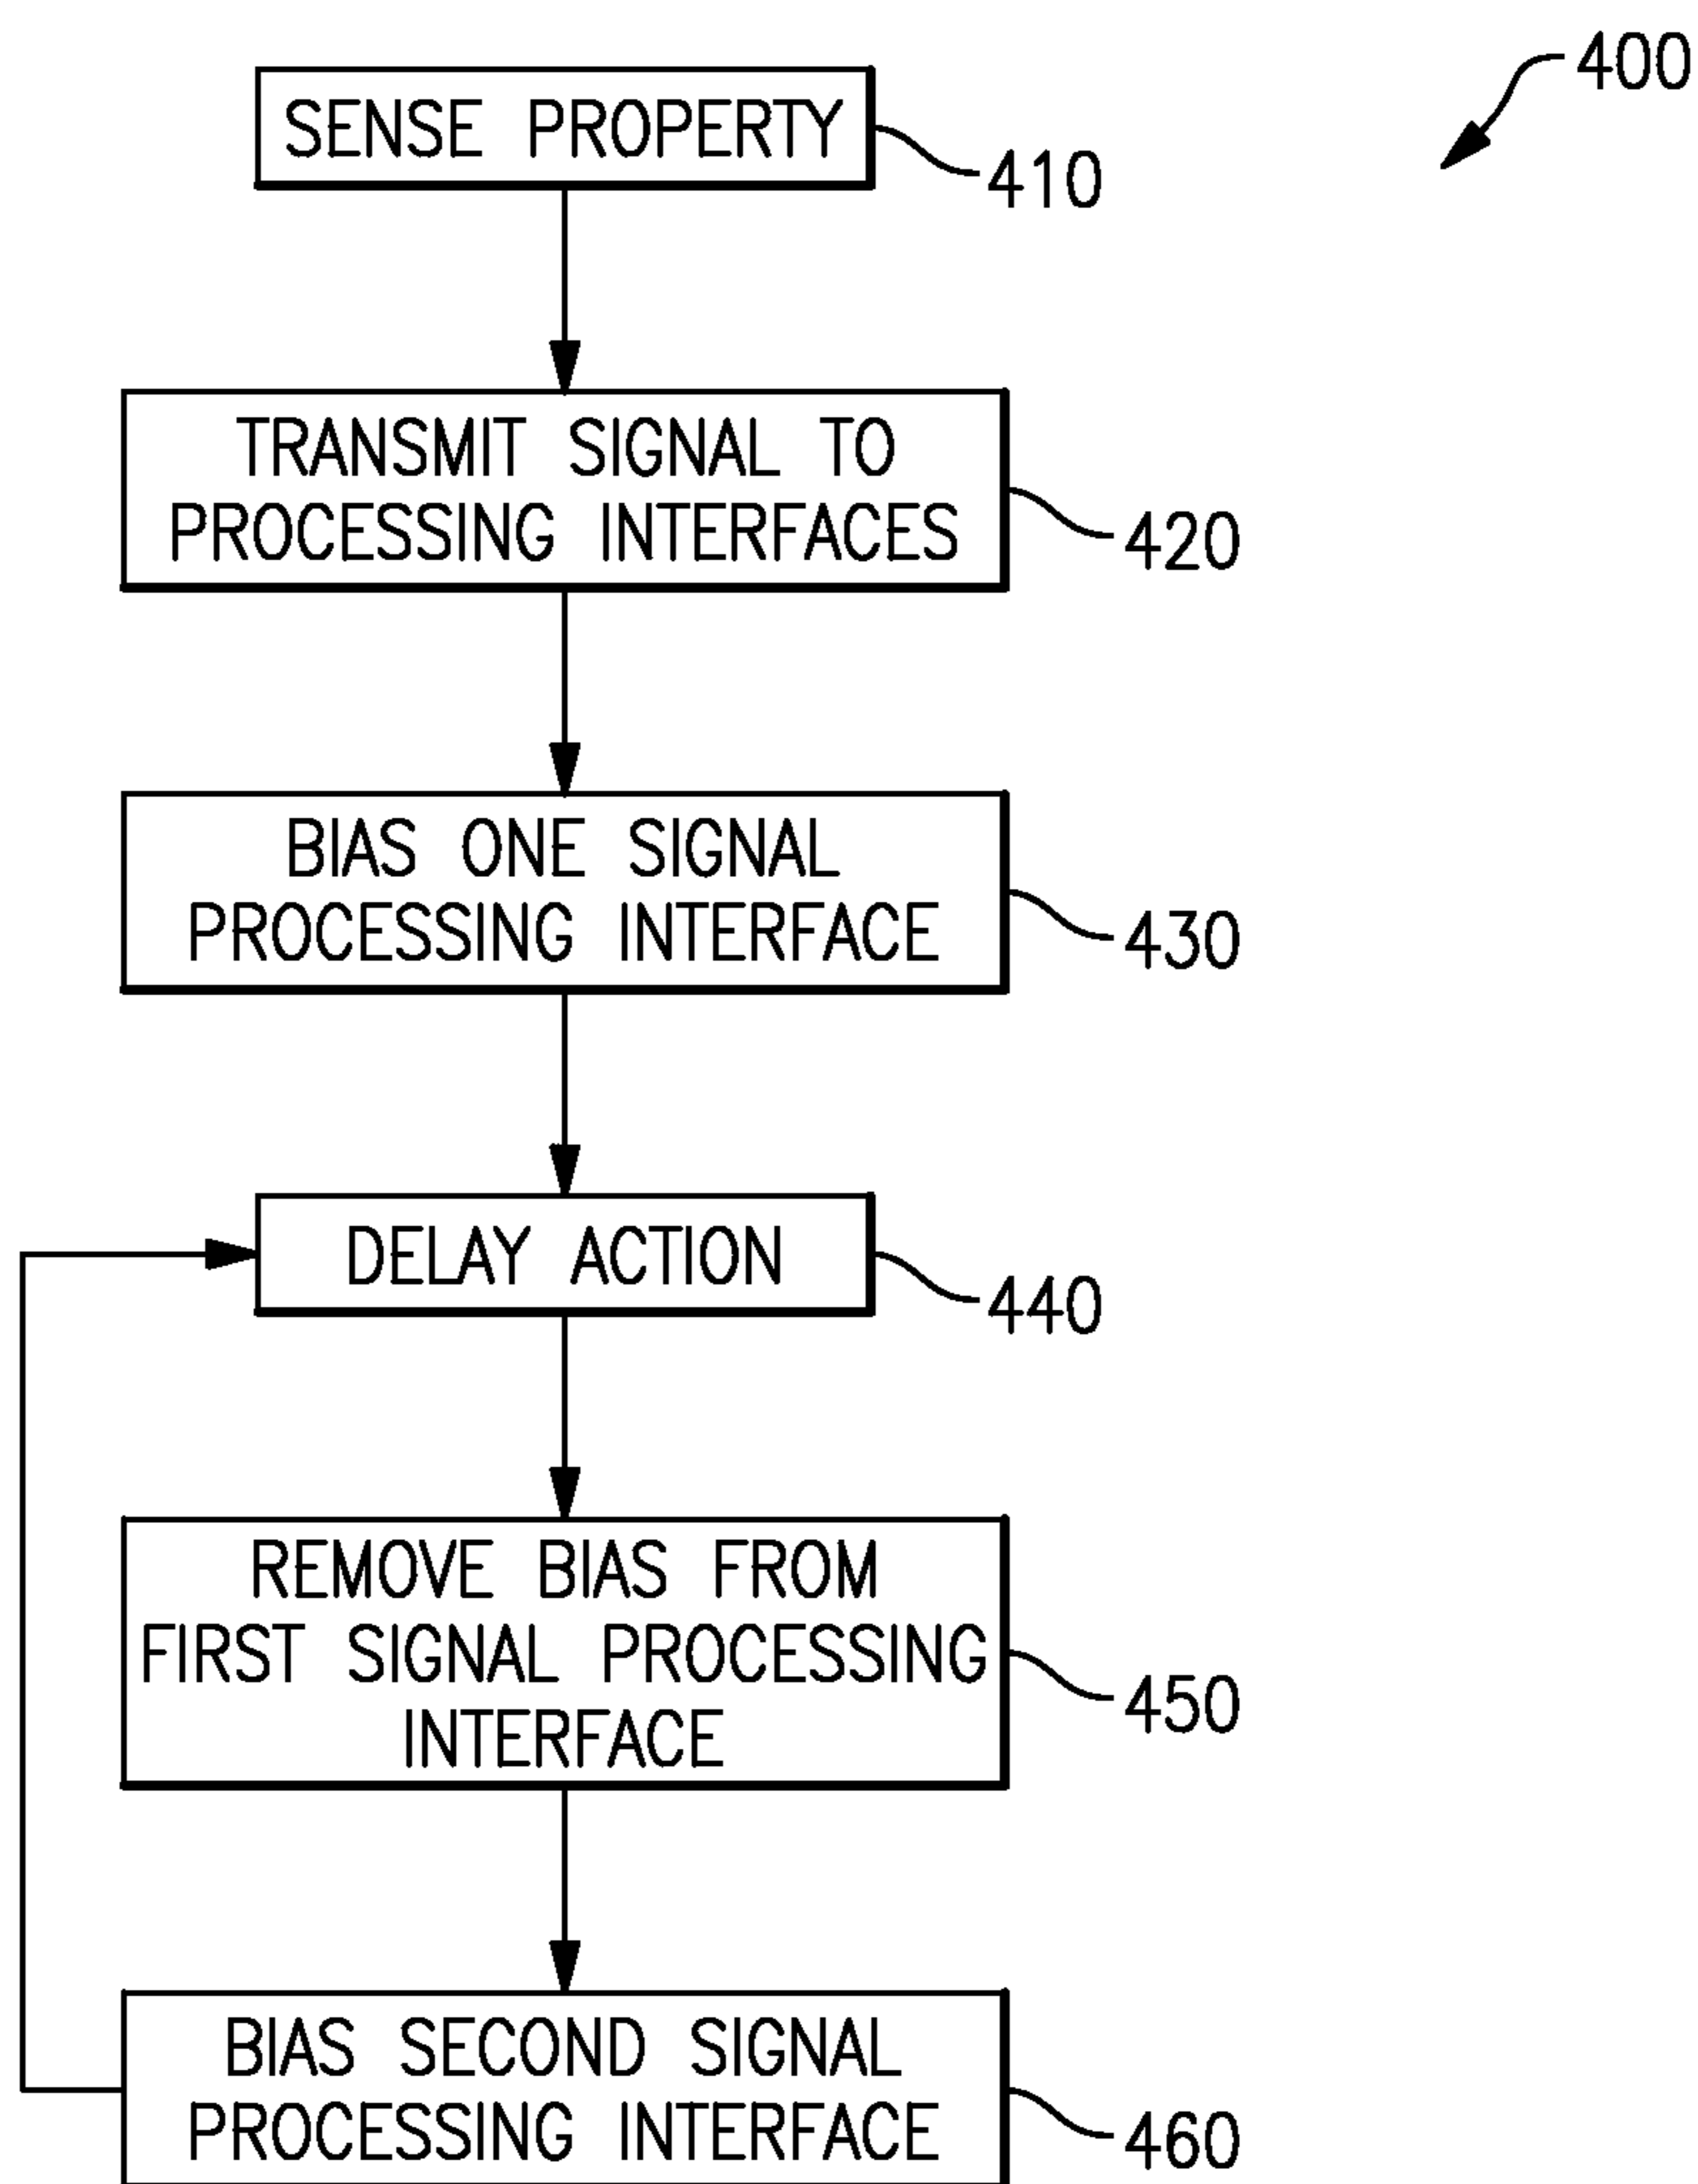 400
SENSE PROPERTY
410
TRANSMIT SIGNAL TO
PROCESSING INTERFACES
420
BIAS ONE SIGNAL
PROCESSING INTERFACE
430
DELAY ACTION
440
REMOVE BIAS FROM
FIRST SIGNAL PROCESSING
INTERFACE
450
BIAS SECOND SIGNAL
PROCESSING INTERFACE
460